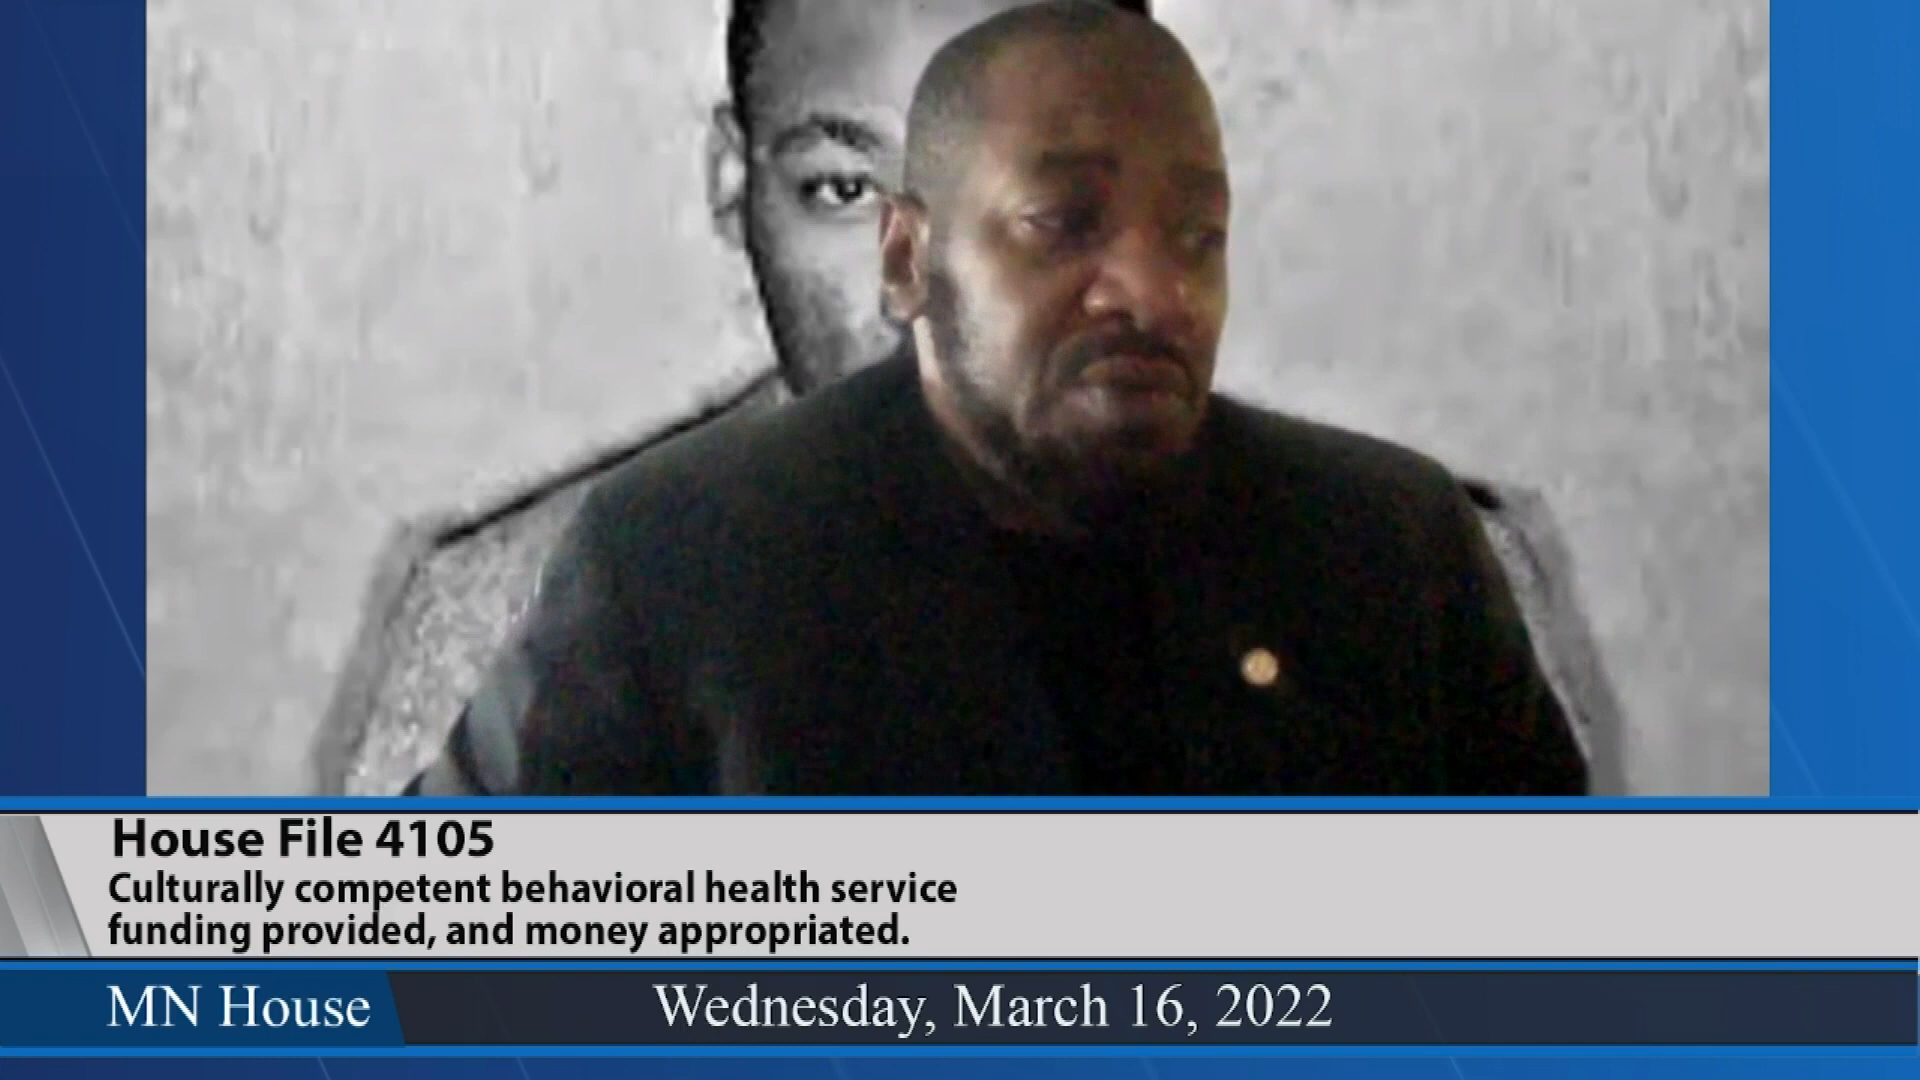 House File 4105
Culturally competent behavioral health service
funding provided, and money appropriated.
MN House
Wednesday, March 16, 2022